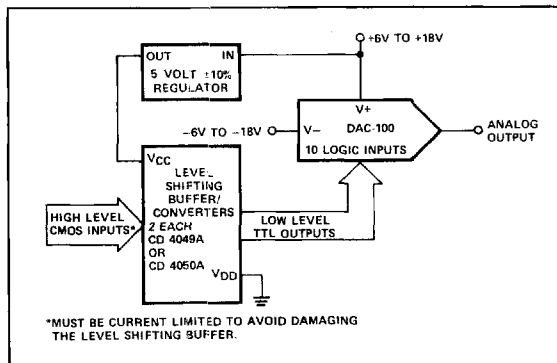 +6V TO +18V
OUT IN
5 VOLT ±10%
REGULATOR
V+
−6V TO −18V
V−
DAC-100
10 LOGIC INPUTS
ANALOG
OUTPUT
VCC
LEVEL
SHIFTING
BUFFER/
CONVERTERS
2 EACH
CD 4049A
OR
CD 4050A
VDD
HIGH LEVEL
CMOS INPUTS*
LOW LEVEL
TTL OUTPUTS
*MUST BE CURRENT LIMITED TO AVOID DAMAGING
THE LEVEL SHIFTING BUFFER.